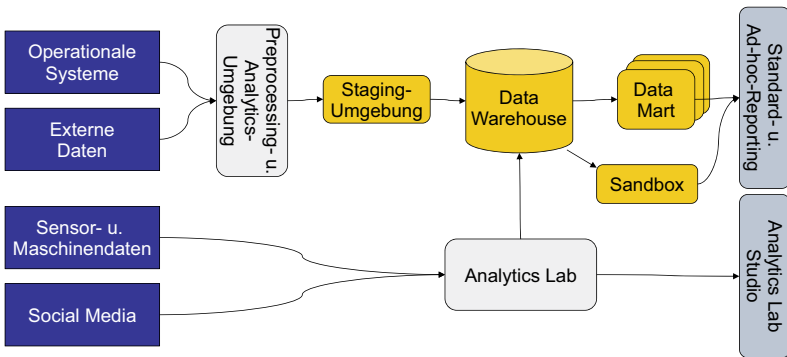 Operationale
Systeme
Externe
Daten
Sensor- u.
Maschinendaten
Social Media
Preprocessing- u.
Analytics-
Umgebung
Staging-
Umgebung
Data
Warehouse
Data
Mart
Sandbox
Analytics Lab
Standard- u.
Ad-hoc-Reporting
Analytics Lab
Studio